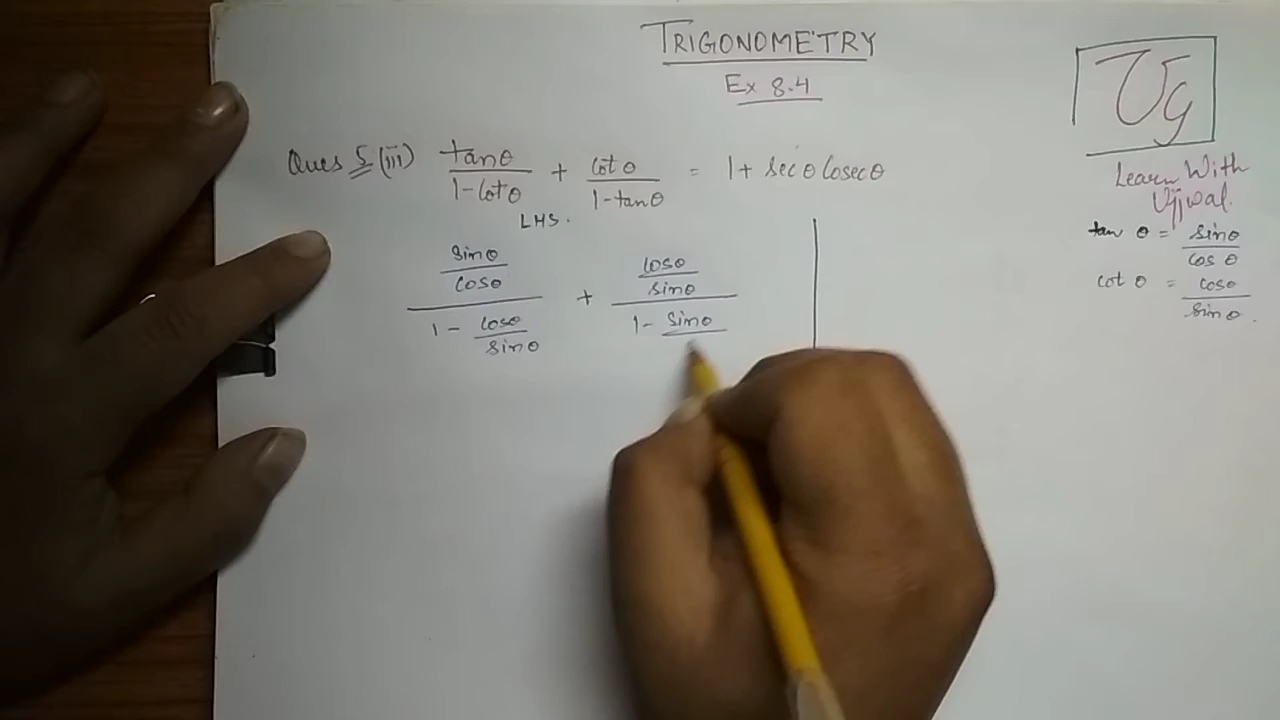 TRIGONOMETRY
Ex 8.4
Ques 5 (iii) tanθ / 1-cotθ + cotθ / 1-tanθ = 1+ secθ cosecθ
LHS.
sinθ / cosθ / 1 - cosθ / sinθ + cosθ / sinθ / 1 - sinθ /
UG
Learn With
Ujjwal.
tan θ = sinθ / cos θ
cot θ = cosθ / sinθ.